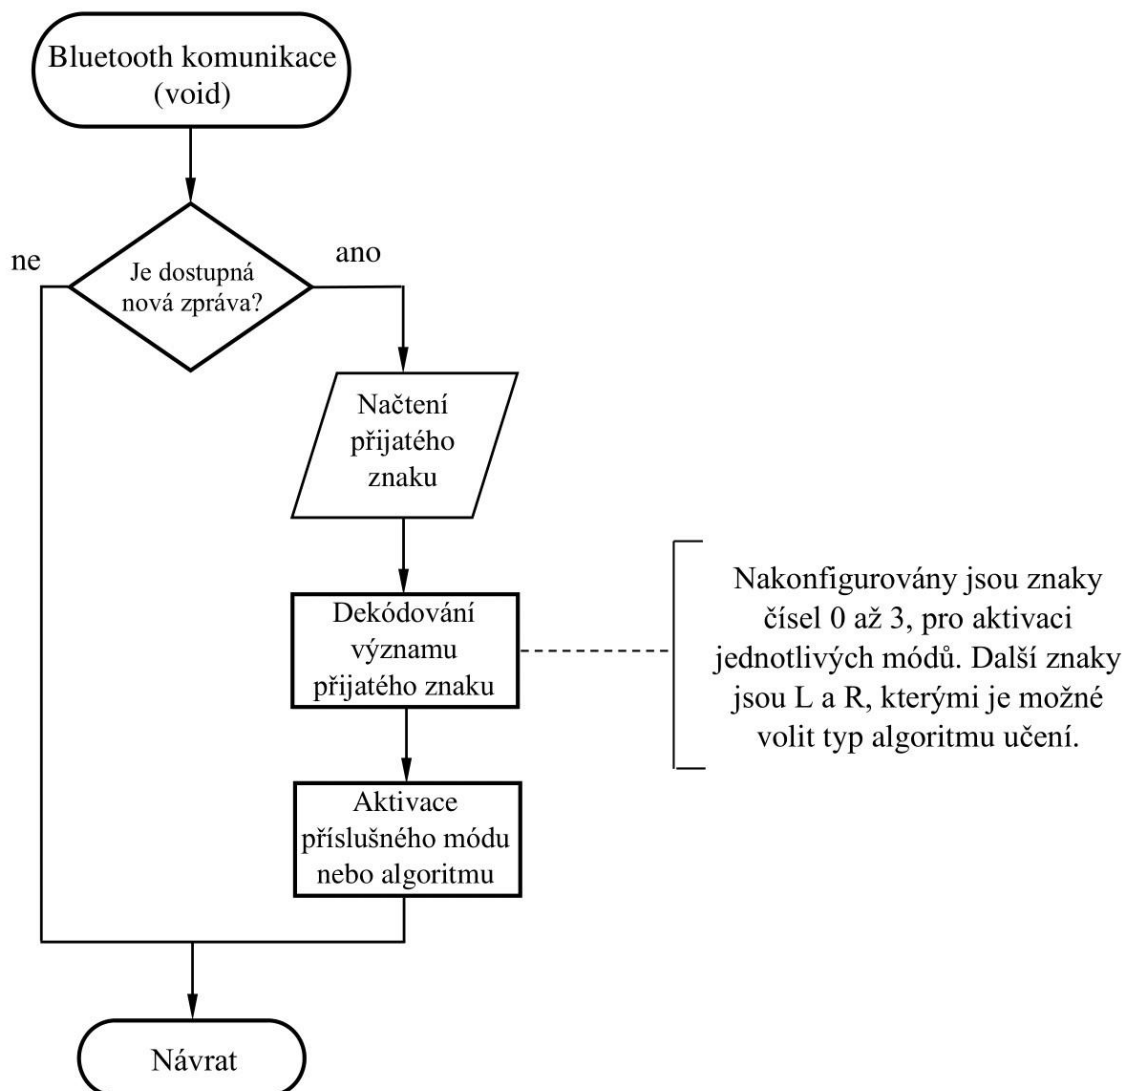 Bluetooth komunikace
(void)
ne
ano
Je dostupná
nová zpráva?
Načtení
přijatého
znaku
Dekódování
významu
přijatého znaku
Nakonfigurovány jsou znaky
čísel 0 až 3, pro aktivaci
jednotlivých módů. Další znaky
jsou L a R, kterými je možné
volit typ algoritmu učení.
Aktivace
příslušného módu
nebo algoritmu
Návrat